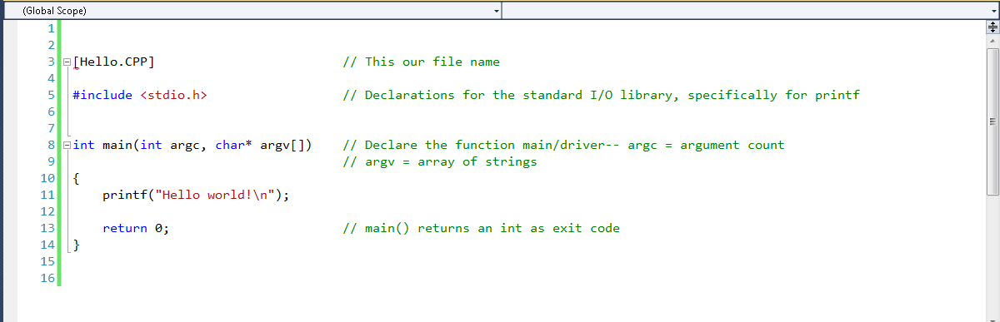 (Global Scope)
1
2
3 [Hello.CPP] // This our file name
4
5 #include <stdio.h> // Declarations for the standard I/O library, specifically for printf
6
7
8 int main(int argc, char* argv[]) // Declare the function main/driver-- argc = argument count
9 // argv = array of strings
10 {
11 printf("Hello world!\n");
12
13 return 0; // main() returns an int as exit code
14 }
15
16